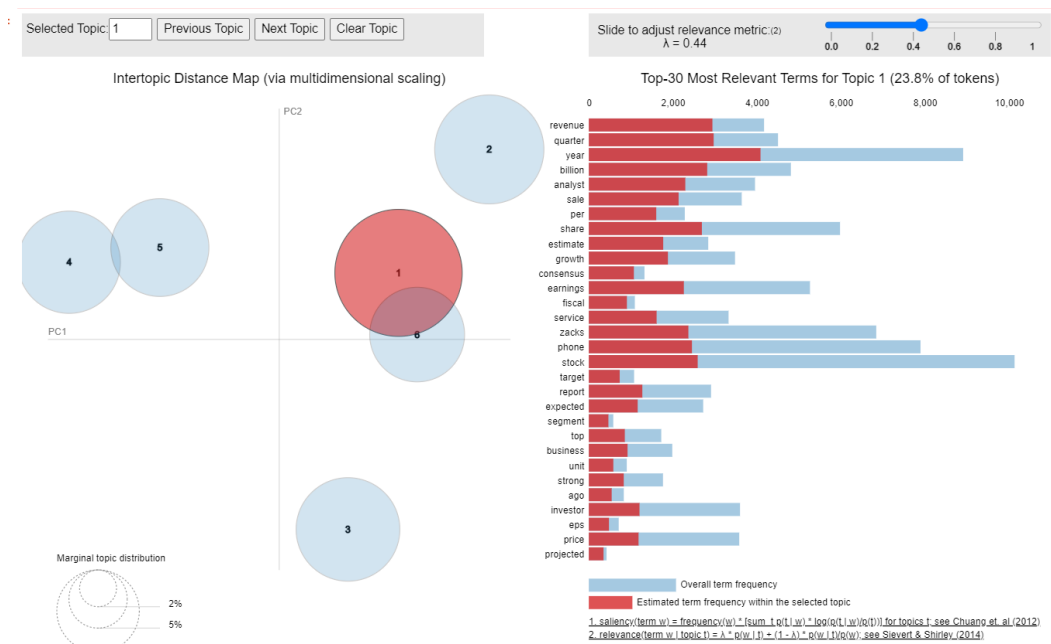 Selected Topic: 1 Previous Topic Next Topic Clear Topic
Slide to adjust relevance metric:(2)
λ = 0.44
0.0 0.2 0.4 0.6 0.8 1
Intertopic Distance Map (via multidimensional scaling)
PC2
PC1
2
5
4
1
6
3
Marginal topic distribution
2%
5%
Top-30 Most Relevant Terms for Topic 1 (23.8% of tokens)
0 2,000 4,000 6,000 8,000 10,000
revenue
quarter
year
billion
analyst
sale
per
share
estimate
growth
consensus
earnings
fiscal
service
zacks
phone
stock
target
report
expected
segment
top
business
unit
strong
ago
investor
eps
price
projected
Overall term frequency
Estimated term frequency within the selected topic
1. saliency(term w) = frequency(w) * [sum_t p(t | w) * log(p(t | w)/p(t))] for topics t; see Chuang et. al (2012)
2. relevance(term w | topic t) = λ * p(w | t) + (1 - λ) * p(w | t)/p(w); see Sievert & Shirley (2014)